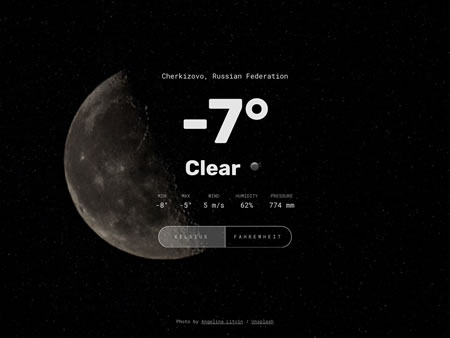 Cherkizovo, Russian Federation
-7°
Clear
MIN MAX WIND HUMIDITY PRESSURE
-8° -5° 5 m/s 62% 774 mm
KELSIUS FAHRENHEIT
Photo by Angelina Litvin / Unsplash